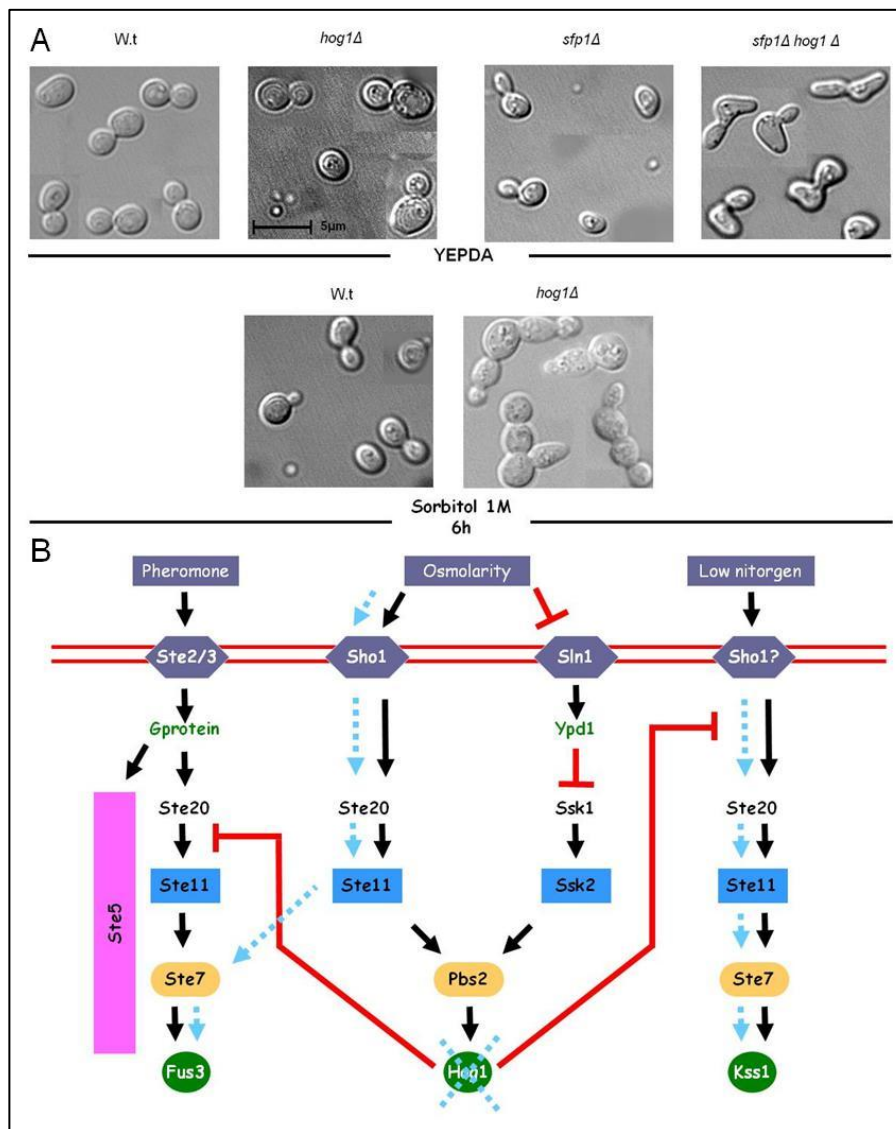 A
W.t
hog1Δ
sfp1Δ
sfp1Δ hog1 Δ
5µm
YEPDA
W.t
hog1Δ
Sorbitol 1M
6h
B
Pheromone
Osmolarity
Low nitorgen
Ste2/3
Sho1
Sln1
Sho1?
Gprotein
Ypd1
Ste20
Ste20
Ssk1
Ste20
Ste11
Ste11
Ssk2
Ste11
Ste5
Ste7
Pbs2
Ste7
Fus3
Hog1
Kss1